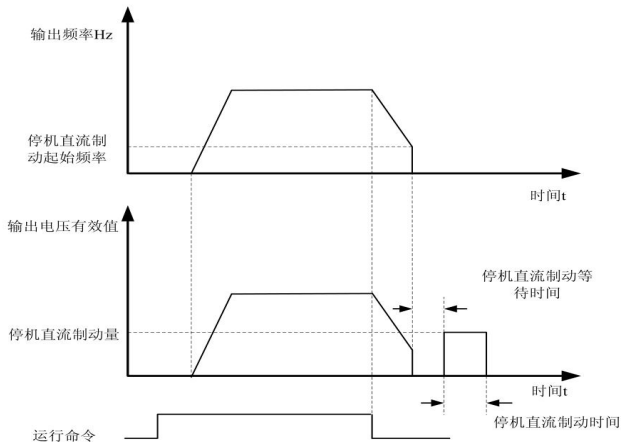 输出频率Hz
停机直流制
动起始频率
时间t
输出电压有效值
停机直流制动等
待时间
停机直流制动量
时间t
停机直流制动时间
运行命令